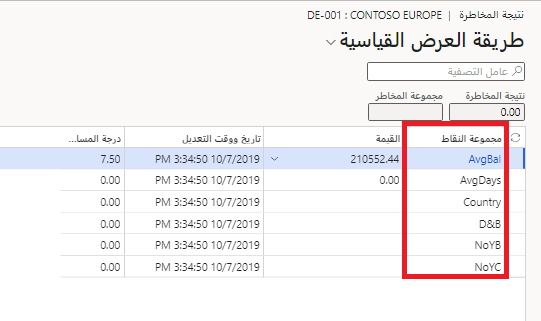 نتيجة المخاطرة | DE-001 : CONTOSO EUROPE
طريقة العرض القياسية
عامل التصفية
نتيجة المخاطرة
مجموعة المخاطر
0.00
مجموعة النقاط القيمة تاريخ ووقت التعديل درجة المسا...
AvgBal 210552.44 10/7/2019 3:34:50 PM 7.50
AvgDays 0.00 10/7/2019 3:34:50 PM 0.00
Country 10/7/2019 3:34:50 PM 0.00
D&B 10/7/2019 3:34:50 PM 0.00
NoYB 10/7/2019 3:34:50 PM 0.00
NoYC 10/7/2019 3:34:50 PM 0.00